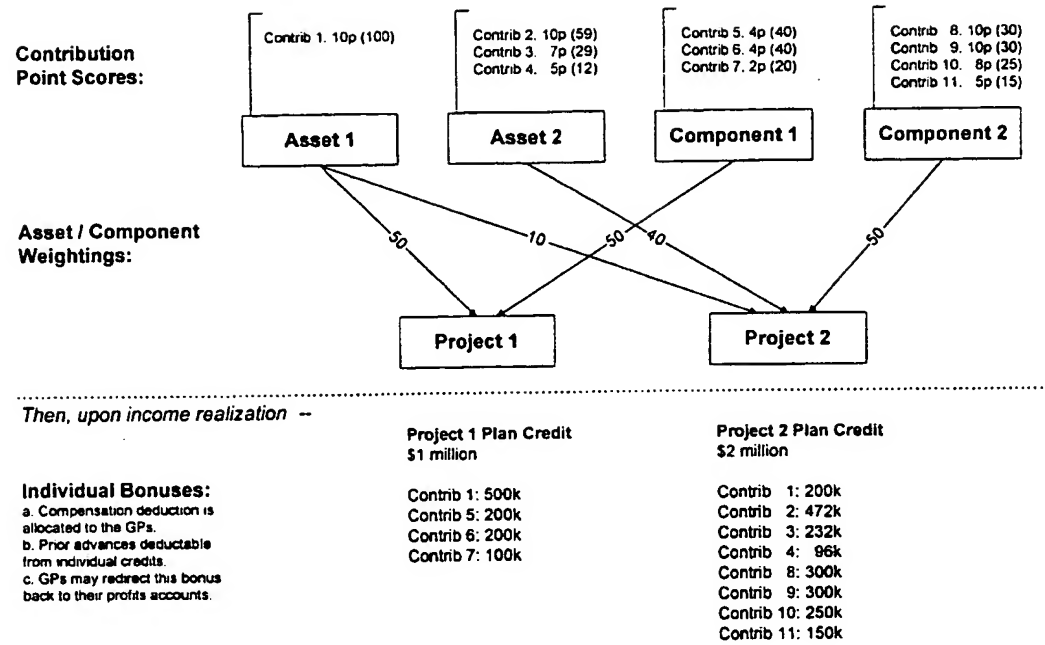 Contribution
Point Scores:
Contrib 1. 10p (100)
Contrib 2. 10p (59)
Contrib 3. 7p (29)
Contrib 4. 5p (12)
Contrib 5. 4p (40)
Contrib 6. 4p (40)
Contrib 7. 2p (20)
Contrib 8. 10p (30)
Contrib 9. 10p (30)
Contrib 10. 8p (25)
Contrib 11. 5p (15)
Asset 1
Asset 2
Component 1
Component 2
Asset / Component
Weightings:
50
10
50
40
50
Project 1
Project 2
Then, upon income realization --
Project 1 Plan Credit
$1 million
Contrib 1: 500k
Contrib 5: 200k
Contrib 6: 200k
Contrib 7: 100k
Project 2 Plan Credit
$2 million
Contrib 1: 200k
Contrib 2: 472k
Contrib 3: 232k
Contrib 4: 96k
Contrib 8: 300k
Contrib 9: 300k
Contrib 10: 250k
Contrib 11: 150k
Individual Bonuses:
a. Compensation deduction is
allocated to the GPs.
b. Prior advances deductable
from individual credits.
c. GPs may redirect this bonus
back to their profits accounts.